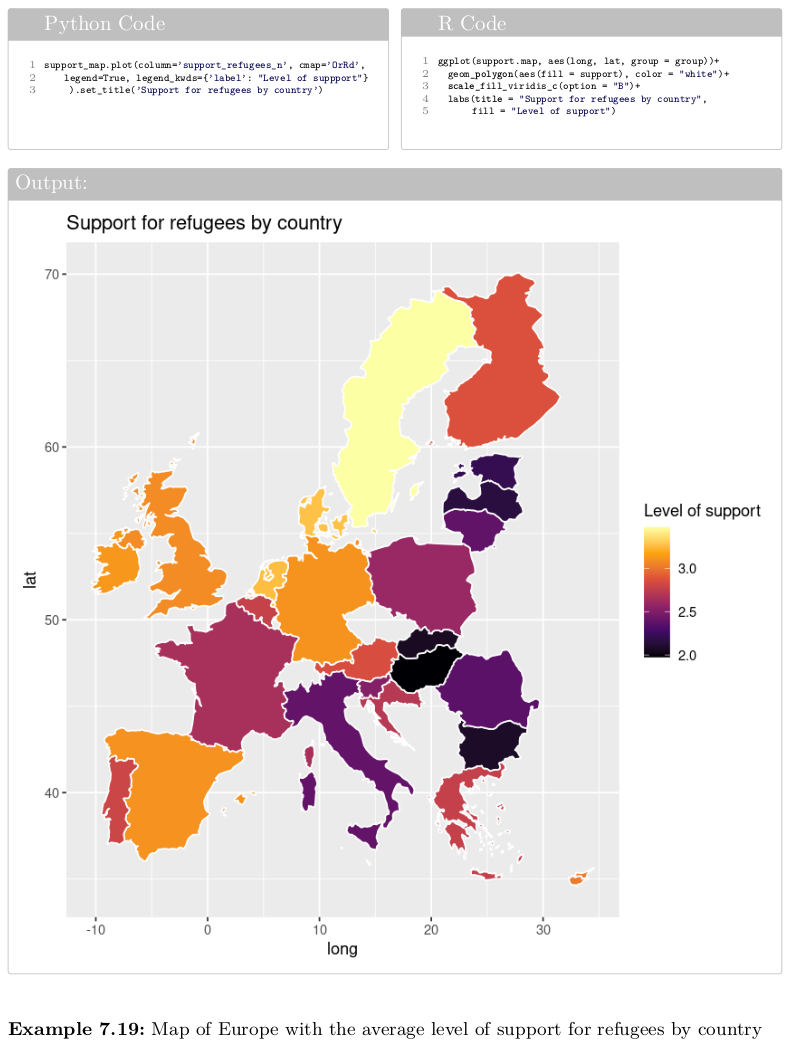 Python Code
1 support_map.plot(column='support_refugees_n', cmap='OrRd',
2 legend=True, legend_kwds={'label': "Level of suppport"}
3 ).set_title('Support for refugees by country')
R Code
1 ggplot(support.map, aes(long, lat, group = group))+
2 geom_polygon(aes(fill = support), color = "white")+
3 scale_fill_viridis_c(option = "B")+
4 labs(title = "Support for refugees by country",
5 fill = "Level of support")
Output:
Support for refugees by country
70
60
50
40
lat
-10 0 10 20 30
long
Level of support
3.0
2.5
2.0
Example 7.19: Map of Europe with the average level of support for refugees by country